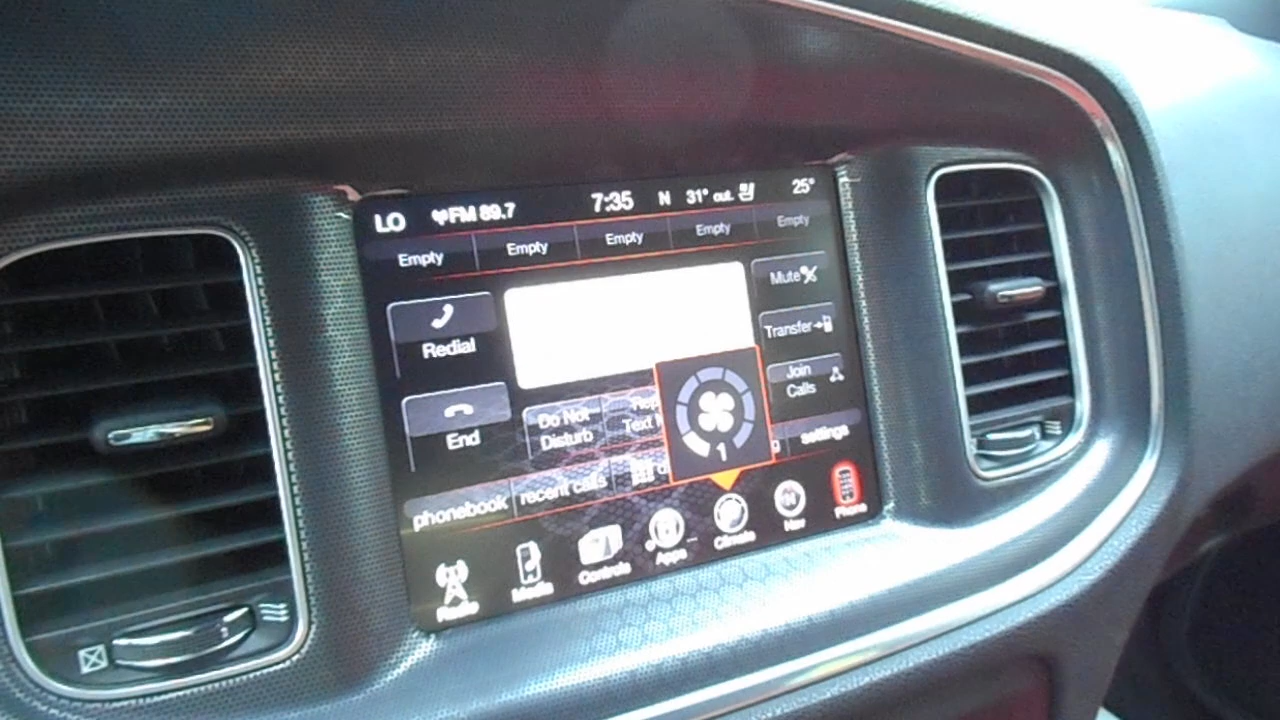 LO FM 89.7 7:35 N 31° out. 25°
Empty Empty Empty Empty Empty
Mute
Redial
Transfer
Join
Calls
End
Do Not
Disturb
Text
1
phonebook recent calls settings
Radio Media Controls Apps Climate Nav Phone